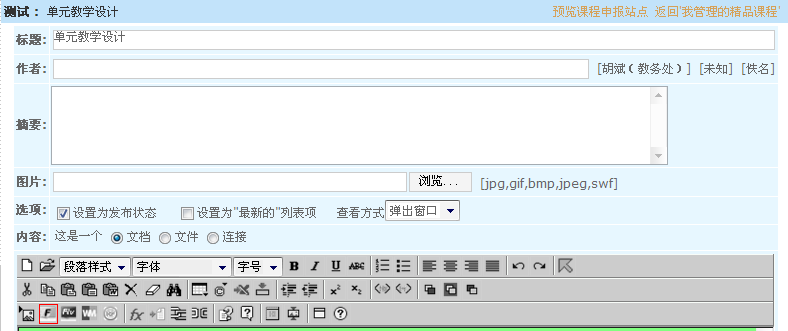 测试： 单元教学设计 预览课程申报站点 返回'我管理的精品课程'
标题: 单元教学设计
作者: [胡斌（教务处）] [未知] [佚名]
摘要:
图片: 浏览... [jpg,gif,bmp,jpeg,swf]
选项: 设置为发布状态 设置为"最新的"列表项 查看方式 弹出窗口
内容: 这是一个 文档 文件 连接
段落样式 字体 字号 B I U ABC